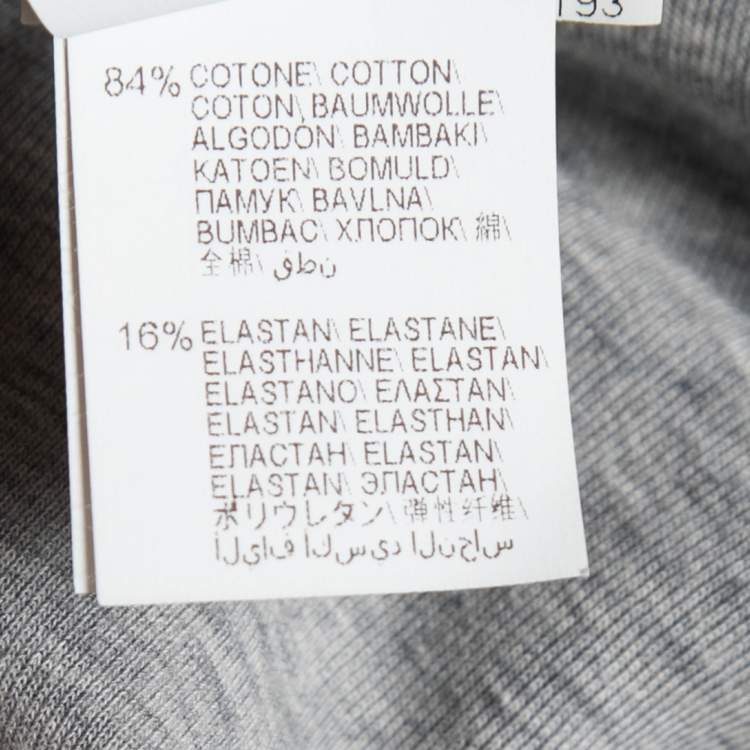 193
84% COTONE\ COTTON\
COTON\ BAUMWOLLE\
ALGODÓN\ BAMBAKI\
KATOEN\ BOMULD\
ПАМУК\ BAVLNA\
BUMBAC\ ХЛОПОК\ 綿\
全棉\ قطن
16% ELASTAN\ ELASTANE\
ELASTHANNE\ ELASTAN\
ELASTANO\ ΕΛΑΣΤΑΝ\
ELASTAN\ ELASTHAN\
ЕЛАСТАН\ ELASTAN\
ELASTAN\ ЭЛАСТАН\
ポリウレタン\ 弹性纤维\